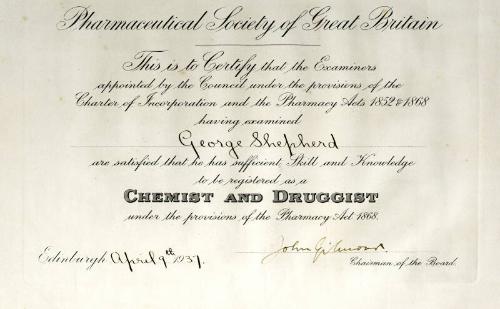 Pharmaceutical Society of Great Britain
This is to Certify that the Examiners
appointed by the Council under the provisions of the
Charter of Incorporation and the Pharmacy Acts 1852 & 1868
having examined
George Shepherd
are satisfied that he has sufficient Skill and Knowledge
to be registered as a
CHEMIST AND DRUGGIST
under the provisions of the Pharmacy Act 1868.
Edinburgh April 9th 1937. John Gilmour
Chairman of the Board.